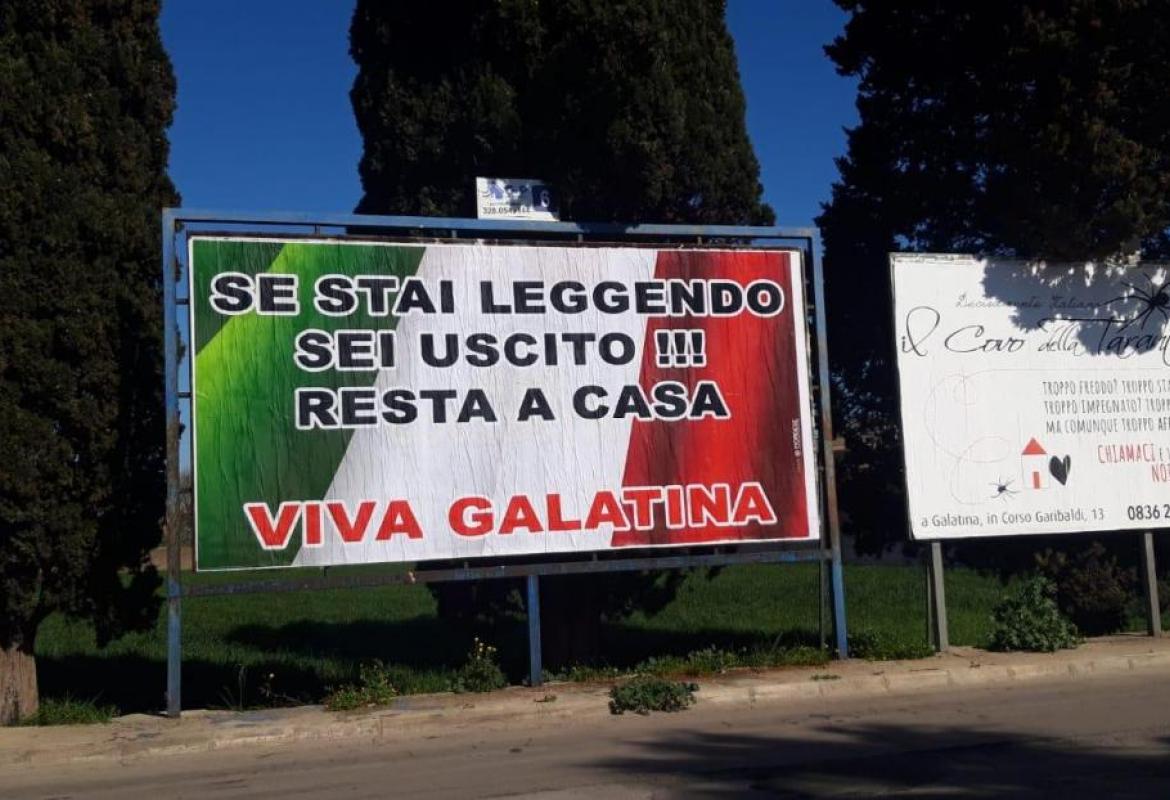 SE STAI LEGGENDO
SEI USCITO !!!
RESTA A CASA
VIVA GALATINA
il Covo della
TROPPO FREDDO? TROPPO
TROPPO IMPEGNATO?
MA COMUNQUE TROPPO
CHIAMACI
a Galatina, in Corso Garibaldi, 13
0836